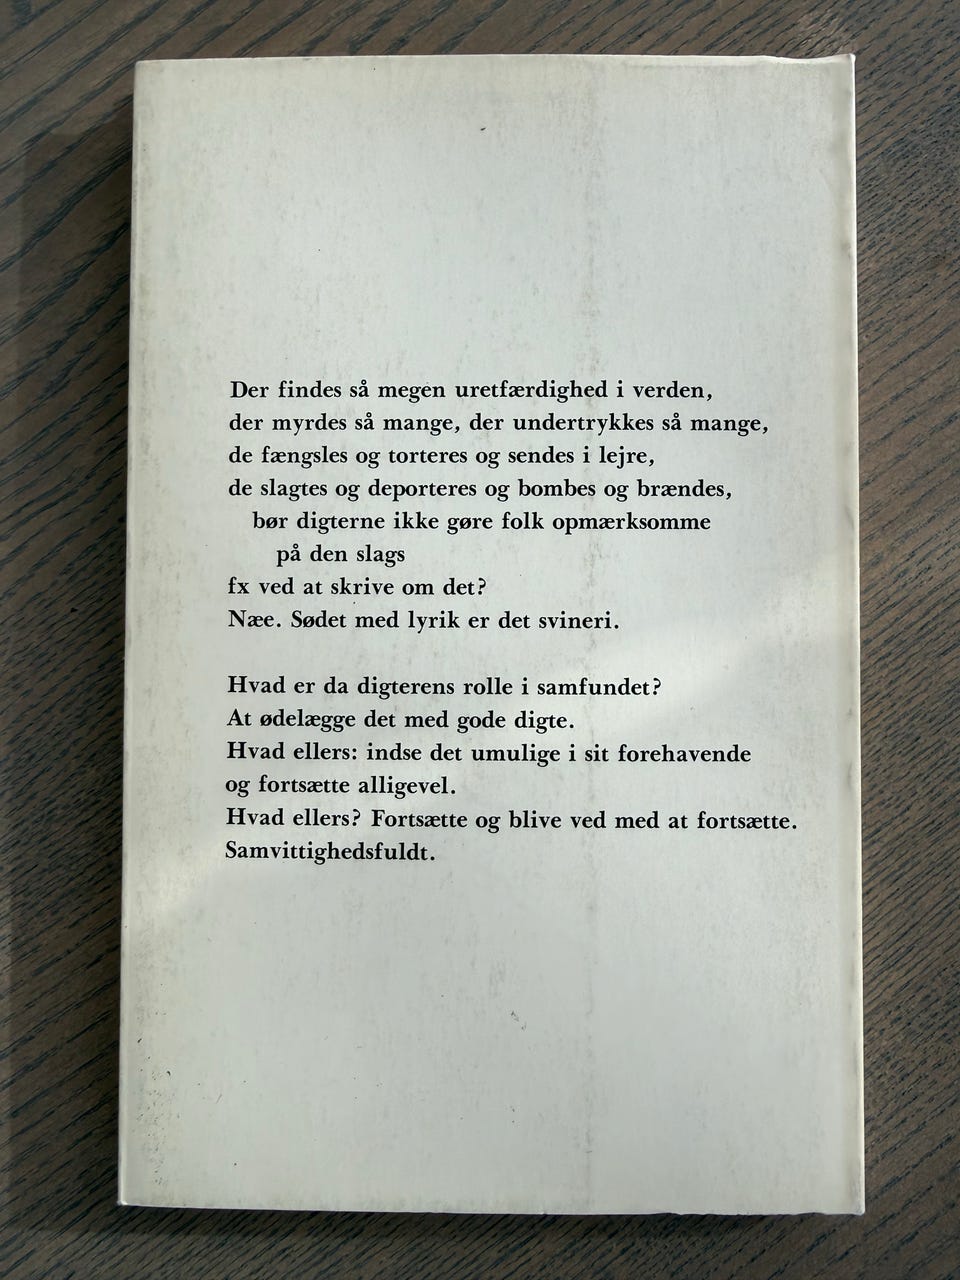 Der findes så megen uretfærdighed i verden,
der myrdes så mange, der undertrykkes så mange,
de fængsles og torteres og sendes i lejre,
de slagtes og deporteres og bombes og brændes,
bør digterne ikke gøre folk opmærksomme
på den slags
fx ved at skrive om det?
Næe. Sødet med lyrik er det svineri.
Hvad er da digterens rolle i samfundet?
At ødelægge det med gode digte.
Hvad ellers: indse det umulige i sit forehavende
og fortsætte alligevel.
Hvad ellers? Fortsætte og blive ved med at fortsætte.
Samvittighedsfuldt.